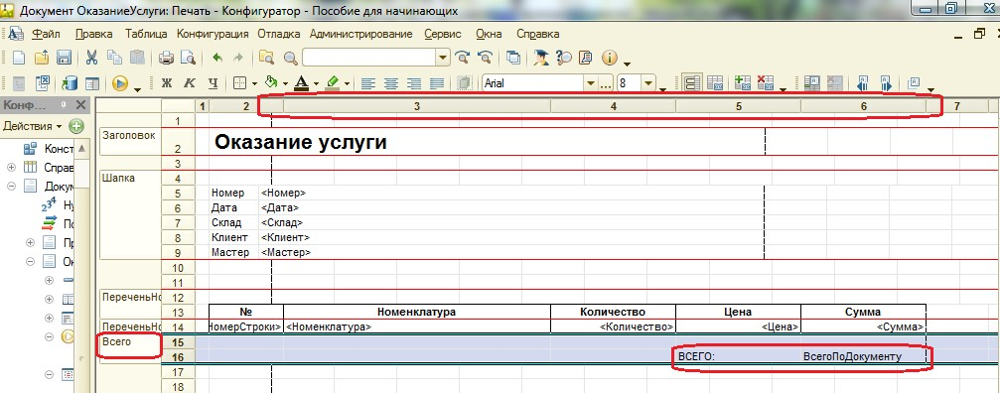 Документ ОказаниеУслуги: Печать - Конфигуратор - Пособие для начинающих
Файл Правка Таблица Конфигурация Отладка Администрирование Сервис Окна Справка
Ж К Ч A Arial ... 8
Конф...
Действия
Конст
Справ
Докум
Ну
По
Пр
Ок
1 2 3 4 5 6 7
1
Заголовок
2 Оказание услуги
3
Шапка 4
5 Номер <Номер>
6 Дата <Дата>
7 Склад <Склад>
8 Клиент <Клиент>
9 Мастер <Мастер>
10
11
ПереченьНо 12
13 № Номенклатура Количество Цена Сумма
ПереченьНо 14 НомерСтроки> <Номенклатура> <Количество> <Цена> <Сумма>
Всего 15
16 ВСЕГО: ВсегоПоДокументу
17
18